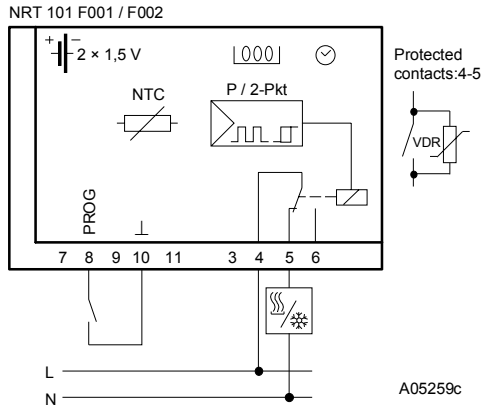 NRT 101 F001 / F002
+ − 2 × 1,5 V
000
Protected
contacts:4-5
NTC
P / 2-Pkt
VDR
PROG
7 8 9 10 11 3 4 5 6
L
N
A05259c